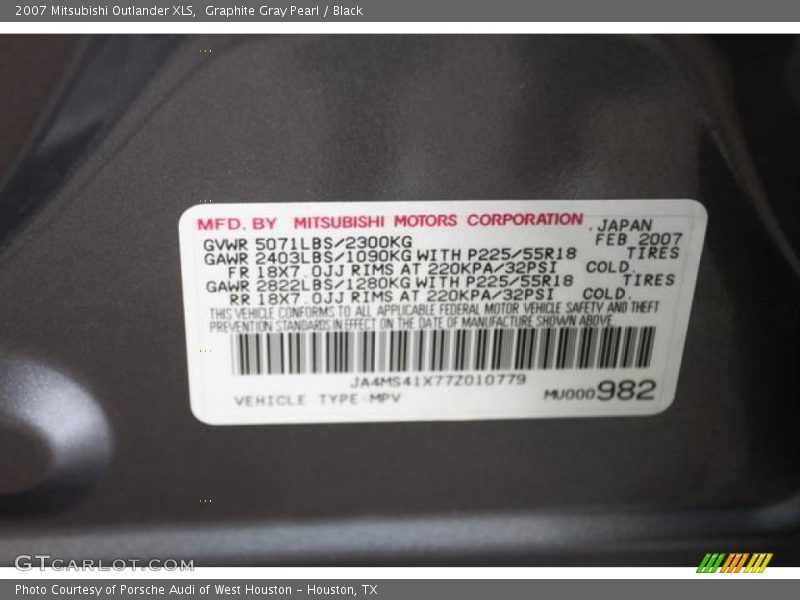 2007 Mitsubishi Outlander XLS,  Graphite Gray Pearl / Black
MFD. BY MITSUBISHI MOTORS CORPORATION , JAPAN
GVWR 5071LBS/2300KG FEB 2007
GAWR 2403LBS/1090KG WITH P225/55R18 TIRES
FR 18X7.0JJ RIMS AT 220KPA/32PSI COLD.
GAWR 2822LBS/1280KG WITH P225/55R18 TIRES
RR 18X7.0JJ RIMS AT 220KPA/32PSI COLD.
THIS VEHICLE CONFORMS TO ALL APPLICABLE FEDERAL MOTOR VEHICLE SAFETY AND THEFT
PREVENTION STANDARDS IN EFFECT ON THE DATE OF MANUFACTURE SHOWN ABOVE.
JA4MS41X77Z010779
VEHICLE TYPE:MPV MU000982
GTCARLOT.COM
Photo Courtesy of Porsche Audi of West Houston – Houston, TX